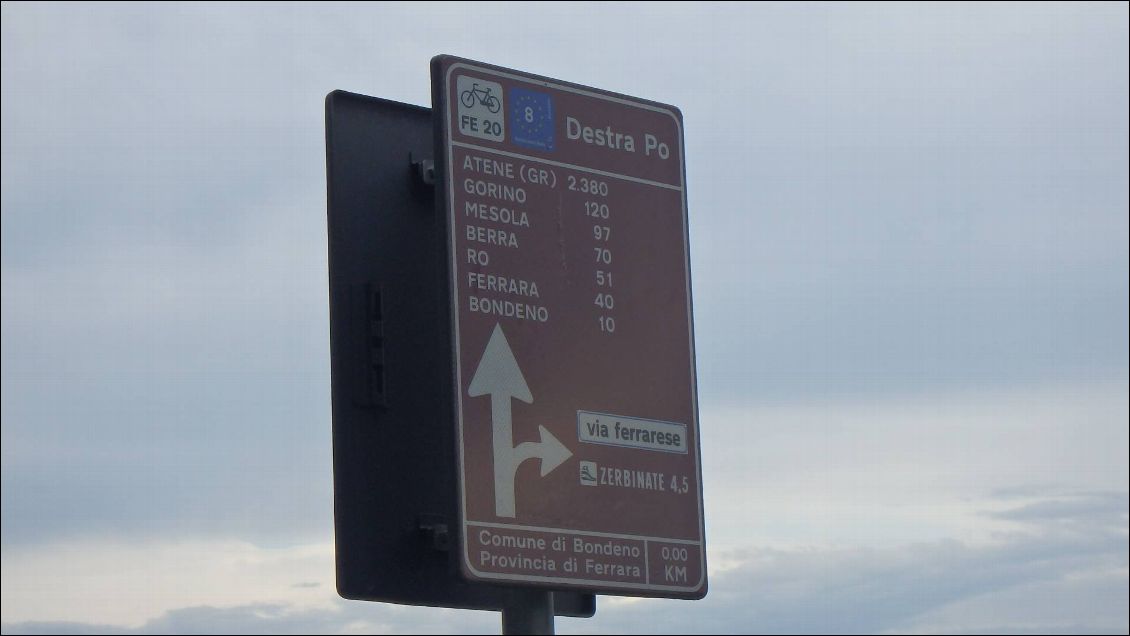 FE 20 8 Destra Po
ATENE (GR) 2.380
GORINO 120
MESOLA 97
BERRA 70
RO 51
FERRARA 40
BONDENO 10
via ferrarese
ZERBINATE 4,5
Comune di Bondeno 0.00
Provincia di Ferrara KM